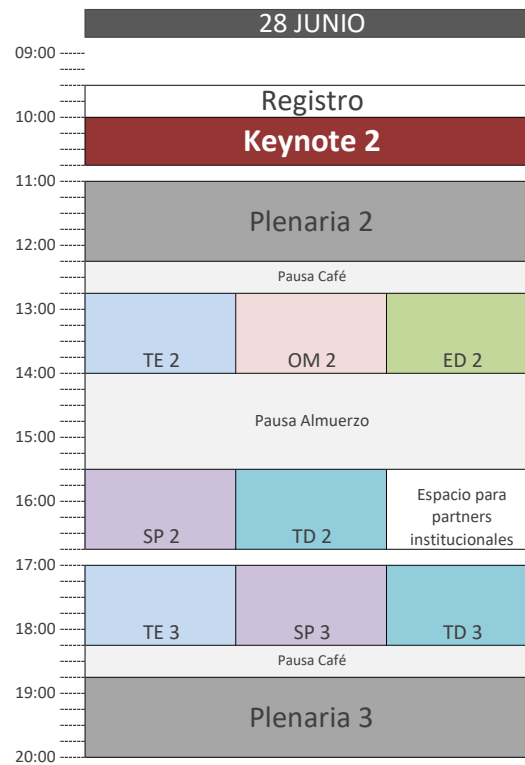 28 JUNIO
09:00
Registro
10:00
Keynote 2
11:00
Plenaria 2
12:00
Pausa Café
13:00
TE 2
OM 2
ED 2
14:00
Pausa Almuerzo
15:00
16:00
Espacio para
partners
institucionales
SP 2
TD 2
17:00
18:00
TE 3
SP 3
TD 3
Pausa Café
19:00
Plenaria 3
20:00